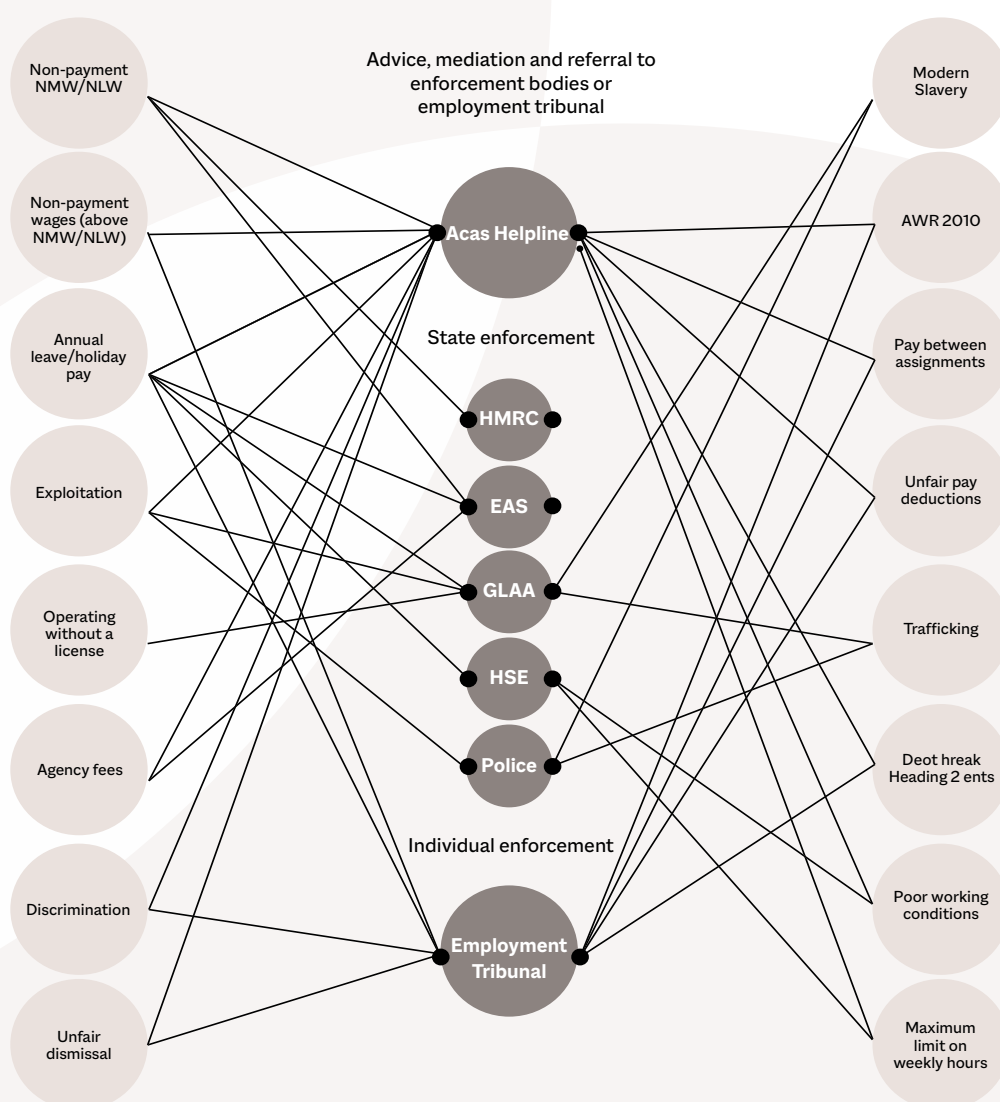 Advice, mediation and referral to
enforcement bodies or
employment tribunal
Non-payment
NMW/NLW
Non-payment
wages (above
NMW/NLW)
Annual
leave/holiday
pay
Exploitation
Operating
without a
license
Agency fees
Discrimination
Unfair
dismissal
Acas Helpline
State enforcement
HMRC
EAS
GLAA
HSE
Police
Individual enforcement
Employment
Tribunal
Modern
Slavery
AWR 2010
Pay between
assignments
Unfair pay
deductions
Trafficking
Deot hreak
Heading 2 ents
Poor working
conditions
Maximum
limit on
weekly hours